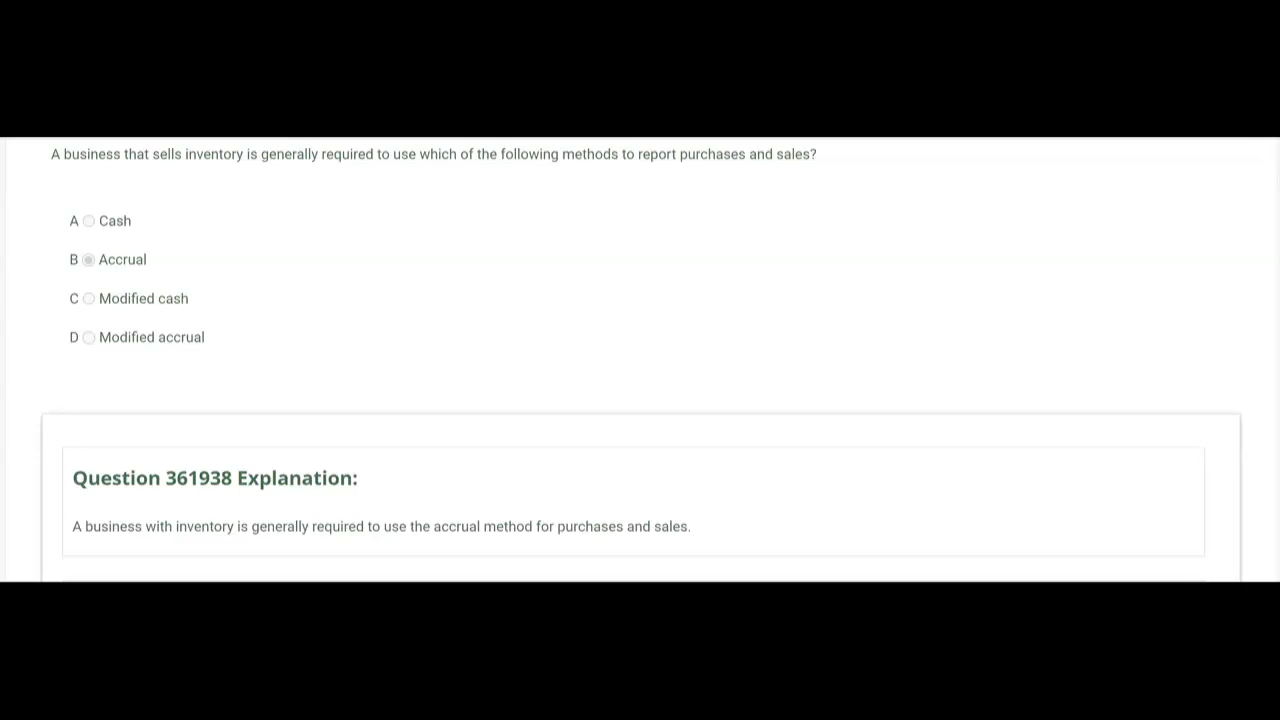 A business that sells inventory is generally required to use which of the following methods to report purchases and sales?
A Cash
B Accrual
C Modified cash
D Modified accrual
Question 361938 Explanation:
A business with inventory is generally required to use the accrual method for purchases and sales.